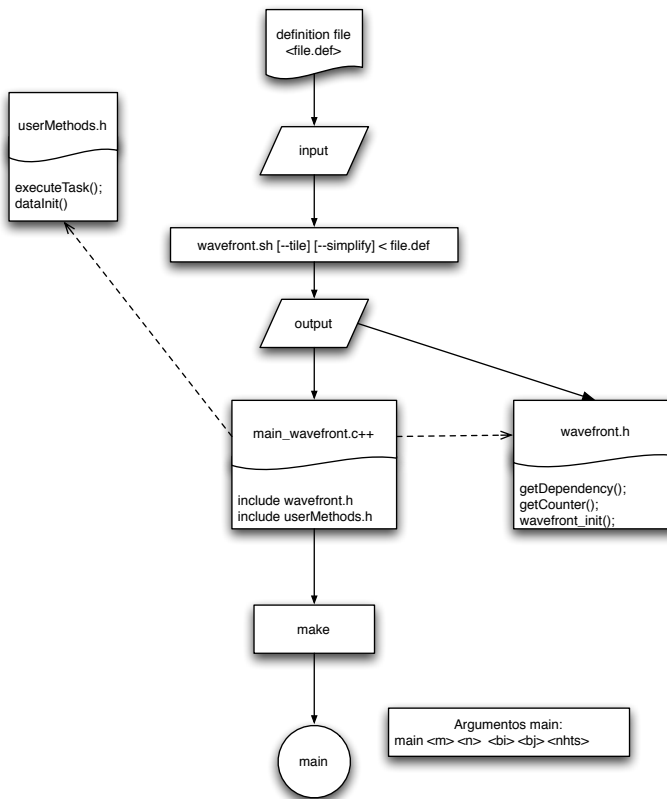 definition file
<file.def>
userMethods.h
executeTask();
dataInit()
input
wavefront.sh [--tile] [--simplify] < file.def
output
main_wavefront.c++
include wavefront.h
include userMethods.h
wavefront.h
getDependency();
getCounter();
wavefront_init();
make
main
Argumentos main:
main <m> <n> <bi> <bj> <nhts>